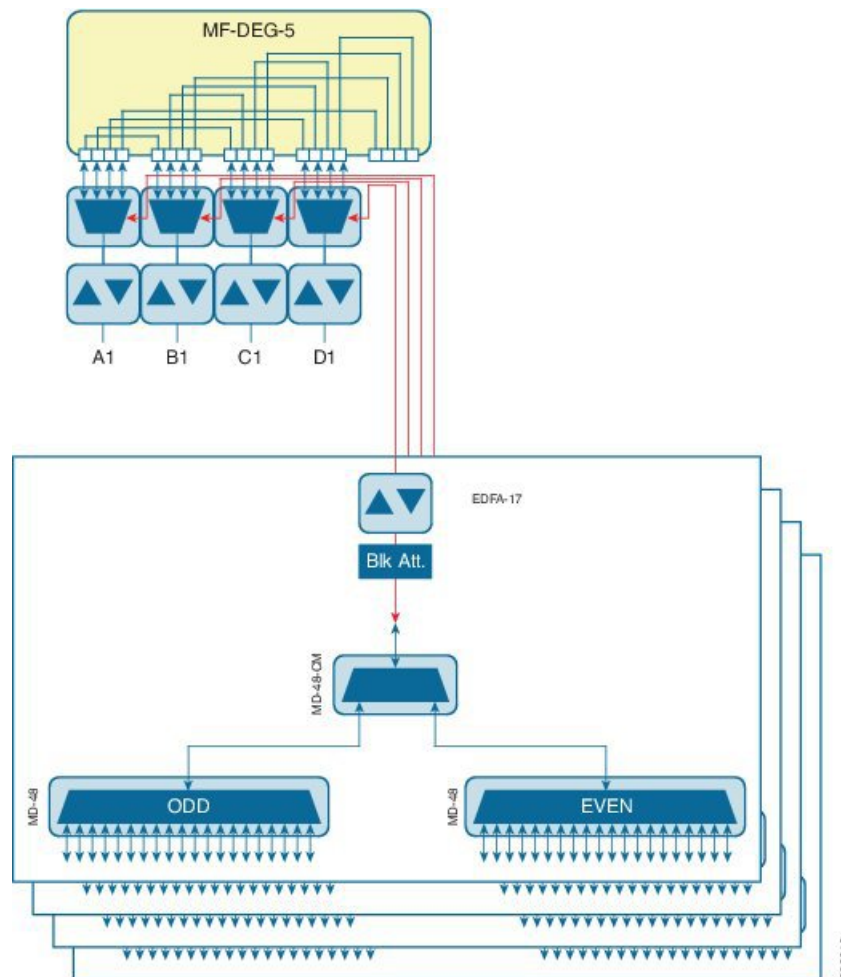 MF-DEG-5
A1 B1 C1 D1
EDFA-17
Blk Att.
MD-48-CM
MD-48
ODD
MD-48
EVEN